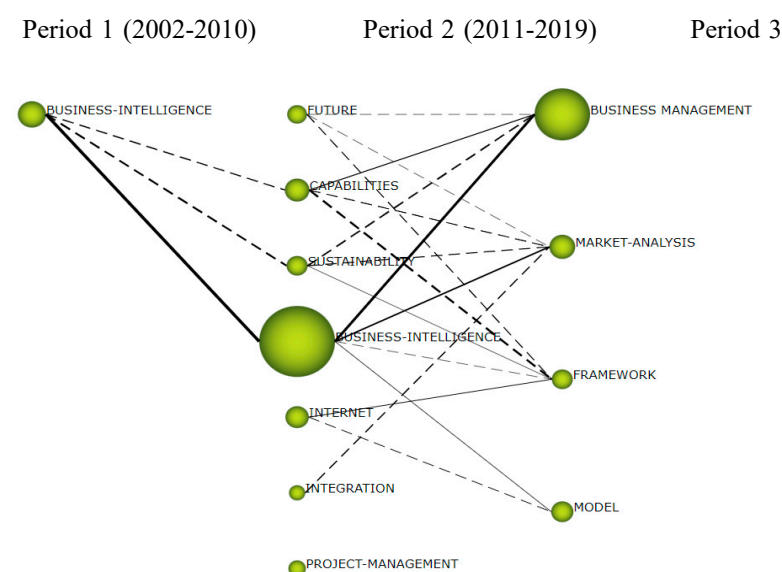 Period 1 (2002-2010) Period 2 (2011-2019) Period 3
BUSINESS-INTELLIGENCE
FUTURE
BUSINESS MANAGEMENT
CAPABILITIES
MARKET-ANALYSIS
SUSTAINABILITY
BUSINESS-INTELLIGENCE
FRAMEWORK
INTERNET
INTEGRATION
MODEL
PROJECT-MANAGEMENT